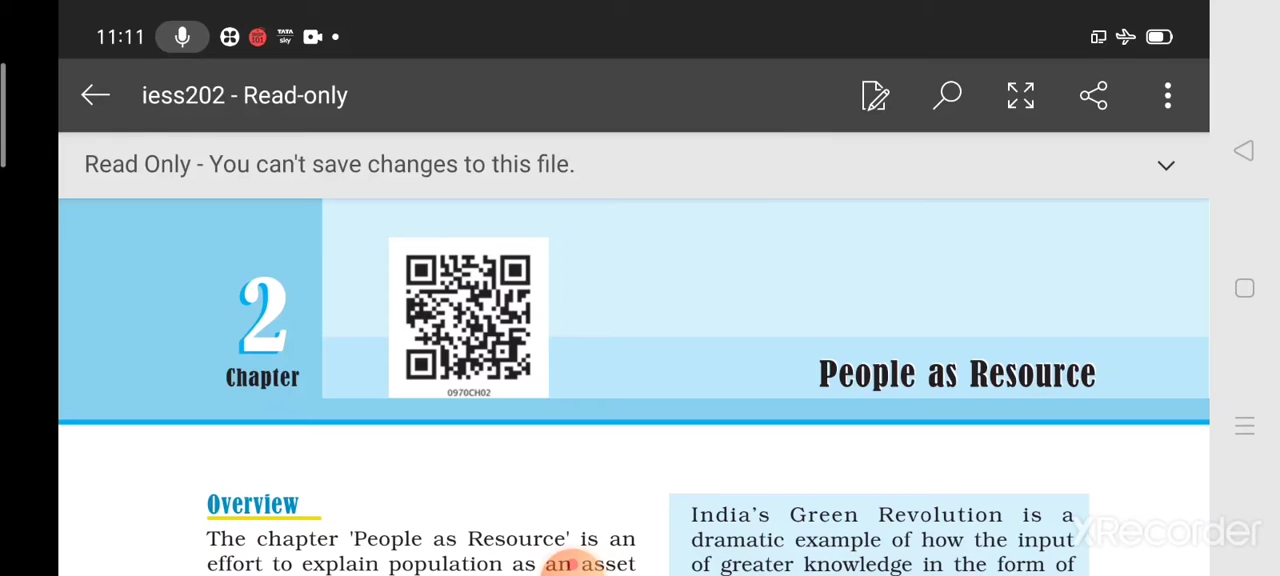 11:11
TATA
sky
iess202 - Read-only
Read Only - You can't save changes to this file.
2
Chapter
0970CH02
People as Resource
Overview
The chapter 'People as Resource' is an
effort to explain population as an asset
India's Green Revolution is a
dramatic example of how the input
of greater knowledge in the form of
XRecorder